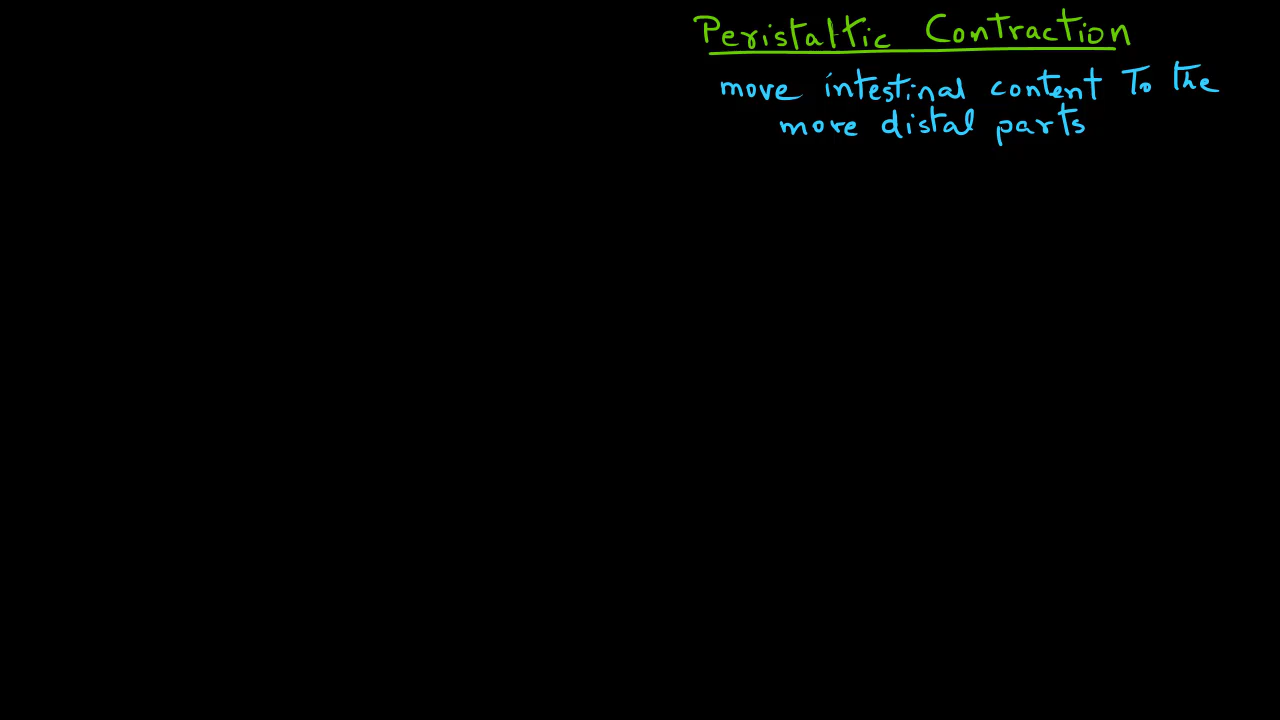 Peristaltic Contraction
move intestinal content To the
more distal parts